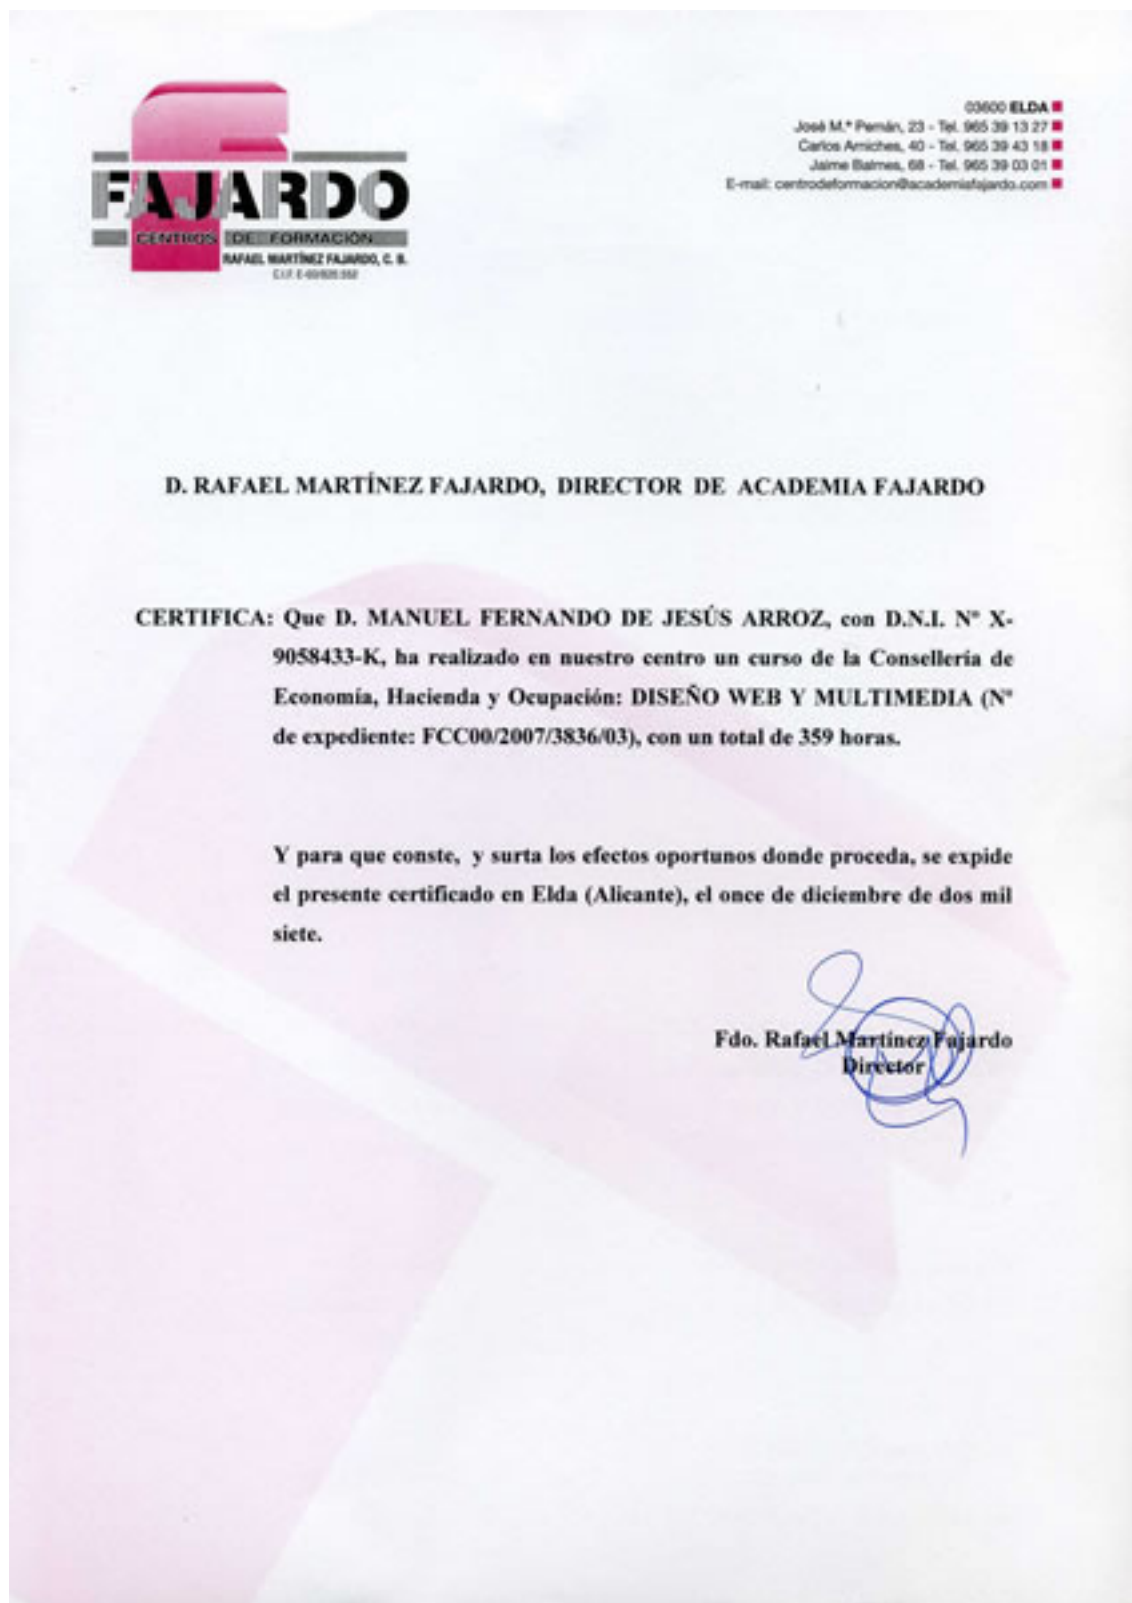 FAJARDO
CENTROS DE FORMACIÓN
RAFAEL MARTÍNEZ FAJARDO, C. B.
C.I.F. E-
03600 ELDA
José M.ª Pemán, 23 - Tel. 965 39 13 27
Carlos Arniches, 40 - Tel. 965 39 43 18
Jaime Balmes, 68 - Tel. 965 39 03 01
E-mail: centrodeformacion@academiafajardo.com
D. RAFAEL MARTÍNEZ FAJARDO, DIRECTOR DE ACADEMIA FAJARDO
CERTIFICA: Que D. MANUEL FERNANDO DE JESÚS ARROZ, con D.N.I. Nº X-
9058433-K, ha realizado en nuestro centro un curso de la Consellería de
Economía, Hacienda y Ocupación: DISEÑO WEB Y MULTIMEDIA (Nº
de expediente: FCC00/2007/3836/03), con un total de 359 horas.
Y para que conste, y surta los efectos oportunos donde proceda, se expide
el presente certificado en Elda (Alicante), el once de diciembre de dos mil
siete.
Fdo. Rafael Martínez Fajardo
Director